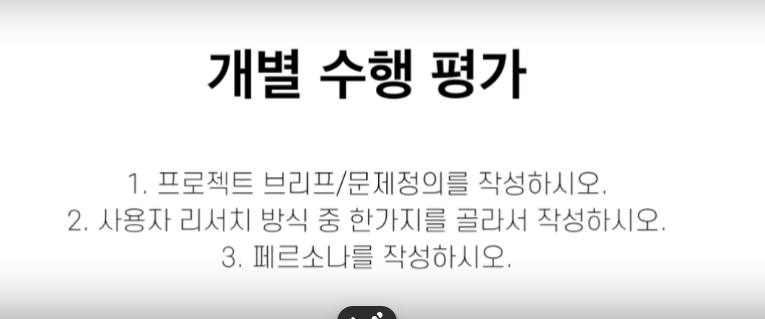 개별 수행 평가
1. 프로젝트 브리프/문제정의를 작성하시오.
2. 사용자 리서치 방식 중 한가지를 골라서 작성하시오.
3. 페르소나를 작성하시오.